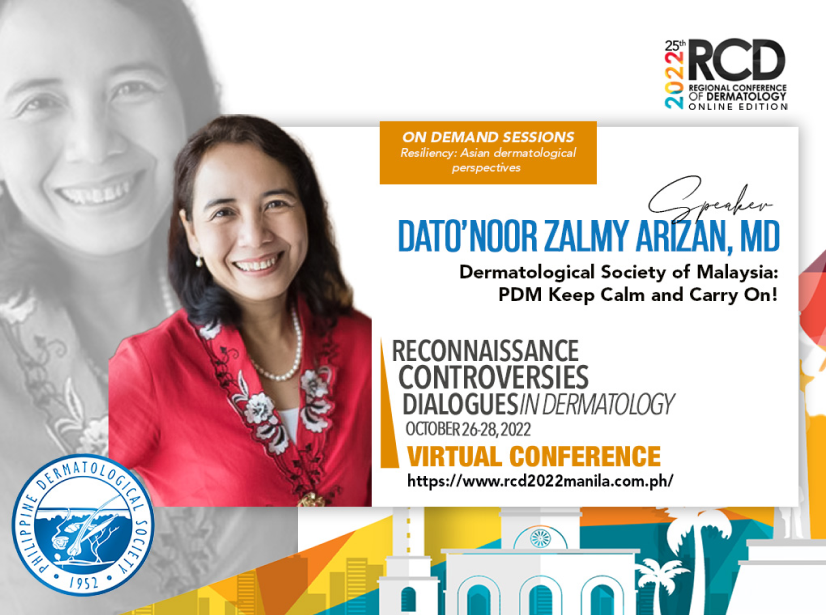 25th
2022
RCD
REGIONAL CONFERENCE
OF DERMATOLOGY
ONLINE EDITION
ON DEMAND SESSIONS
Resiliency: Asian dermatological
perspectives
Speaker
DATO'NOOR ZALMY ARIZAN, MD
Dermatological Society of Malaysia:
PDM Keep Calm and Carry On!
RECONNAISSANCE
CONTROVERSIES
DIALOGUES IN DERMATOLOGY
OCTOBER 26-28, 2022
VIRTUAL CONFERENCE
https://www.rcd2022manila.com.ph/
PHILIPPINE DERMATOLOGICAL SOCIETY
• 1952 •